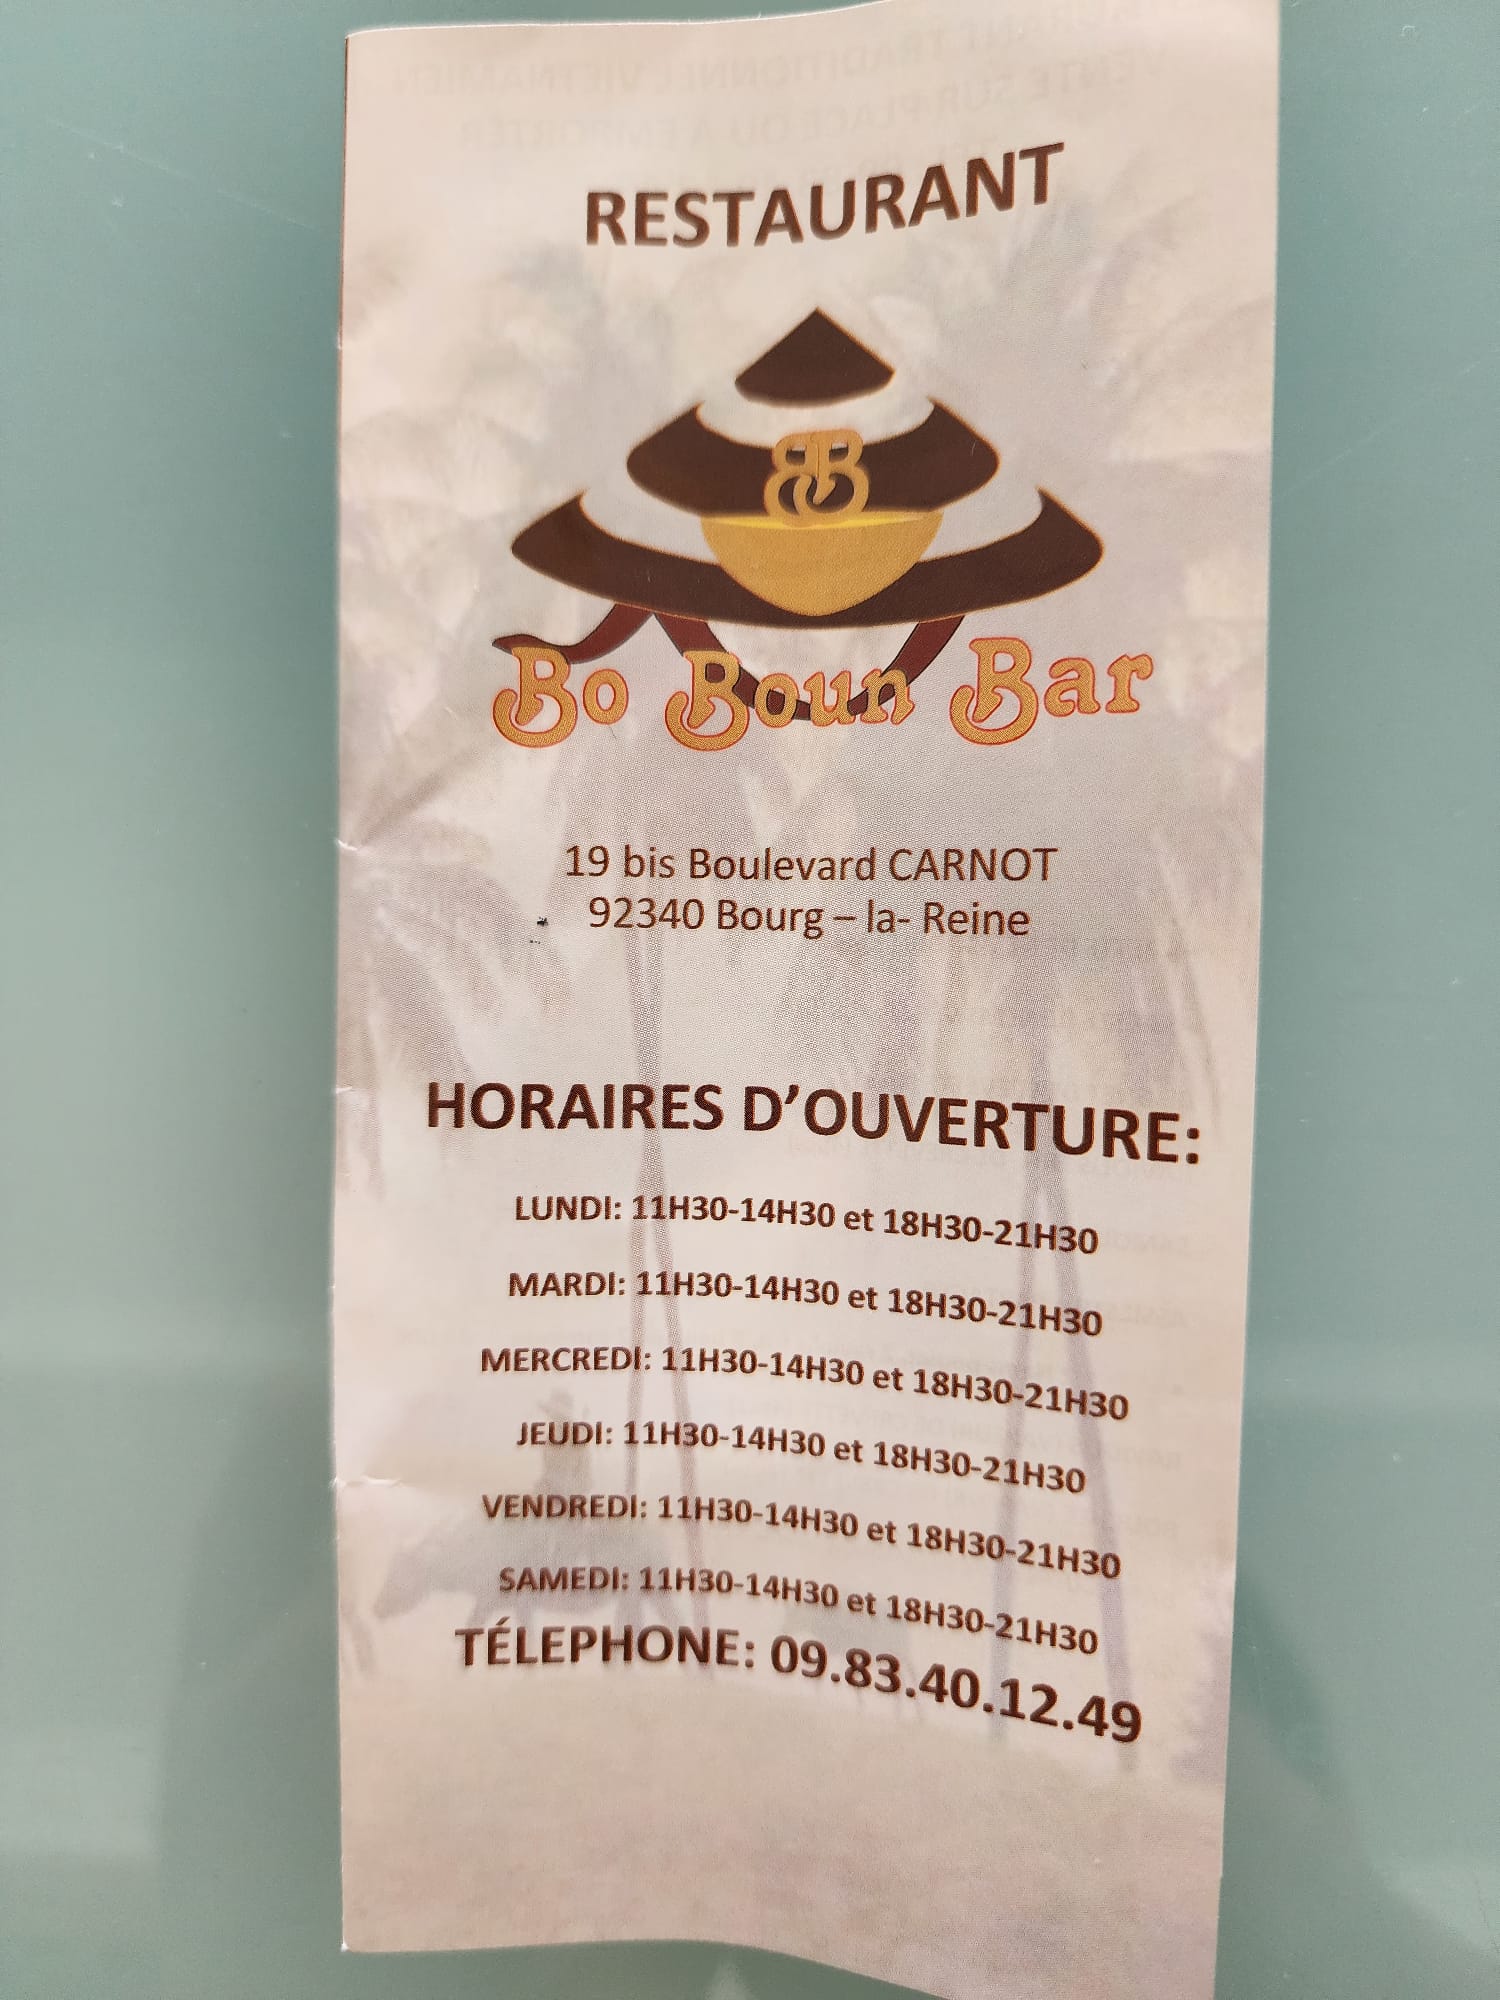 RESTAURANT
BB
Bo Boun Bar
19 bis Boulevard CARNOT
92340 Bourg – la- Reine
HORAIRES D'OUVERTURE:
LUNDI: 11H30-14H30 et 18H30-21H30
MARDI: 11H30-14H30 et 18H30-21H30
MERCREDI: 11H30-14H30 et 18H30-21H30
JEUDI: 11H30-14H30 et 18H30-21H30
VENDREDI: 11H30-14H30 et 18H30-21H30
SAMEDI: 11H30-14H30 et 18H30-21H30
TÉLEPHONE: 09.83.40.12.49